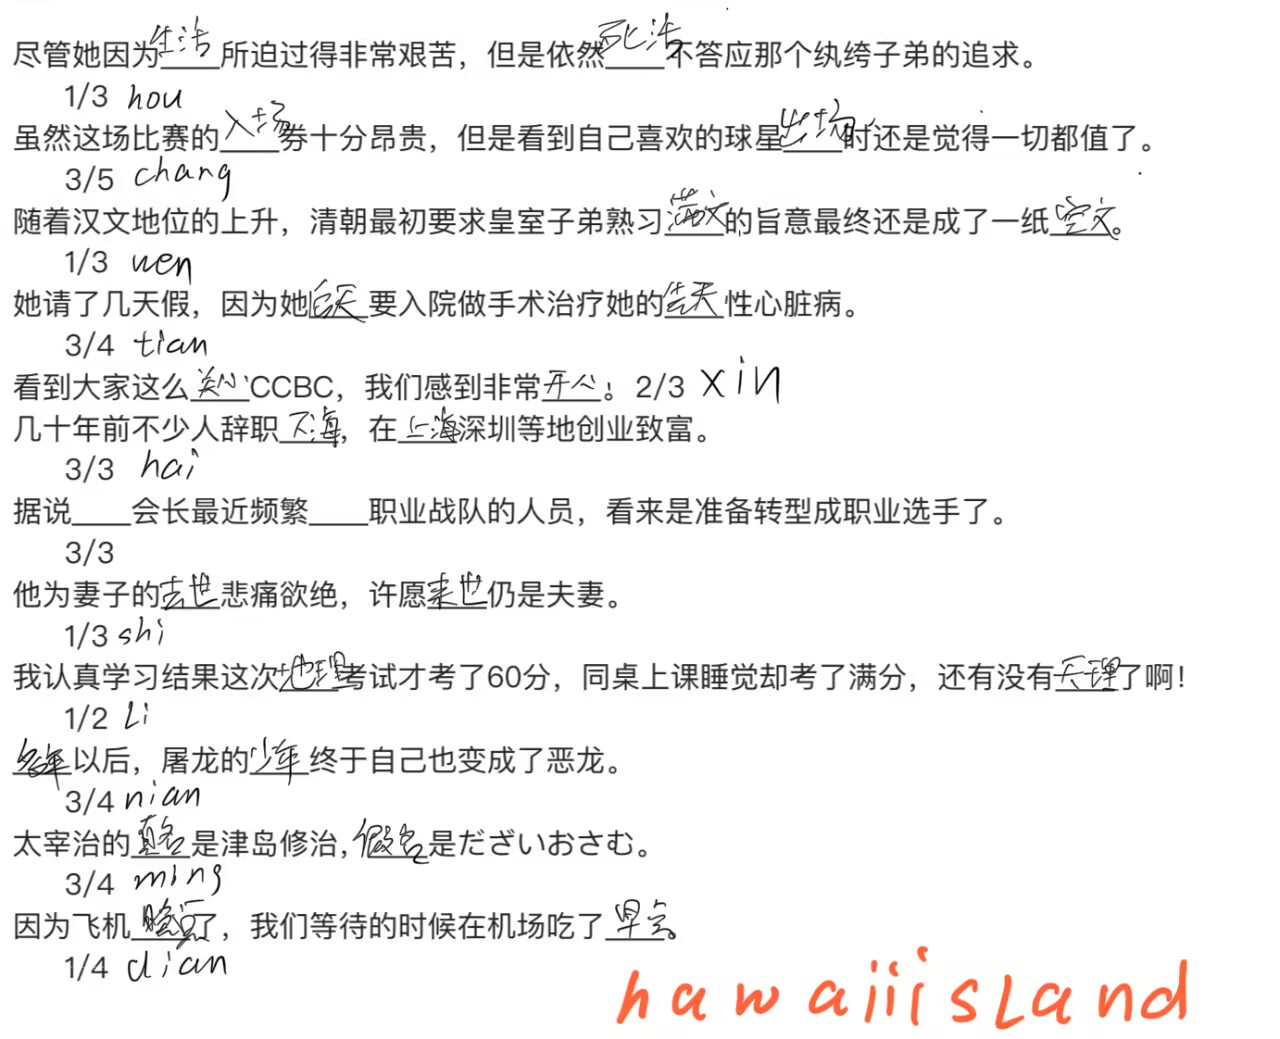 尽管她因为生活所迫过得非常艰苦，但是依然死活不答应那个纨绔子弟的追求。
1/3 hou
虽然这场比赛的入场券十分昂贵，但是看到自己喜欢的球星出场时还是觉得一切都值了。
3/5 chang
随着汉文地位的上升，清朝最初要求皇室子弟熟习满文的旨意最终还是成了一纸空文。
1/3 wen
她请了几天假，因为她白天要入院做手术治疗她的先天性心脏病。
3/4 tian
看到大家这么关心CCBC，我们感到非常开心！2/3 xin
几十年前不少人辞职下海，在上海深圳等地创业致富。
3/3 hai
据说____会长最近频繁____职业战队的人员，看来是准备转型成职业选手了。
3/3
他为妻子的去世悲痛欲绝，许愿来世仍是夫妻。
1/3 shi
我认真学习结果这次地理考试才考了60分，同桌上课睡觉却考了满分，还有没有天理了啊！
1/2 Li
多年以后，屠龙的少年终于自己也变成了恶龙。
3/4 nian
太宰治的真名是津岛修治,假名是だざいおさむ。
3/4 ming
因为飞机晚点了，我们等待的时候在机场吃了早点。
1/4 dian
hawaiiisLand